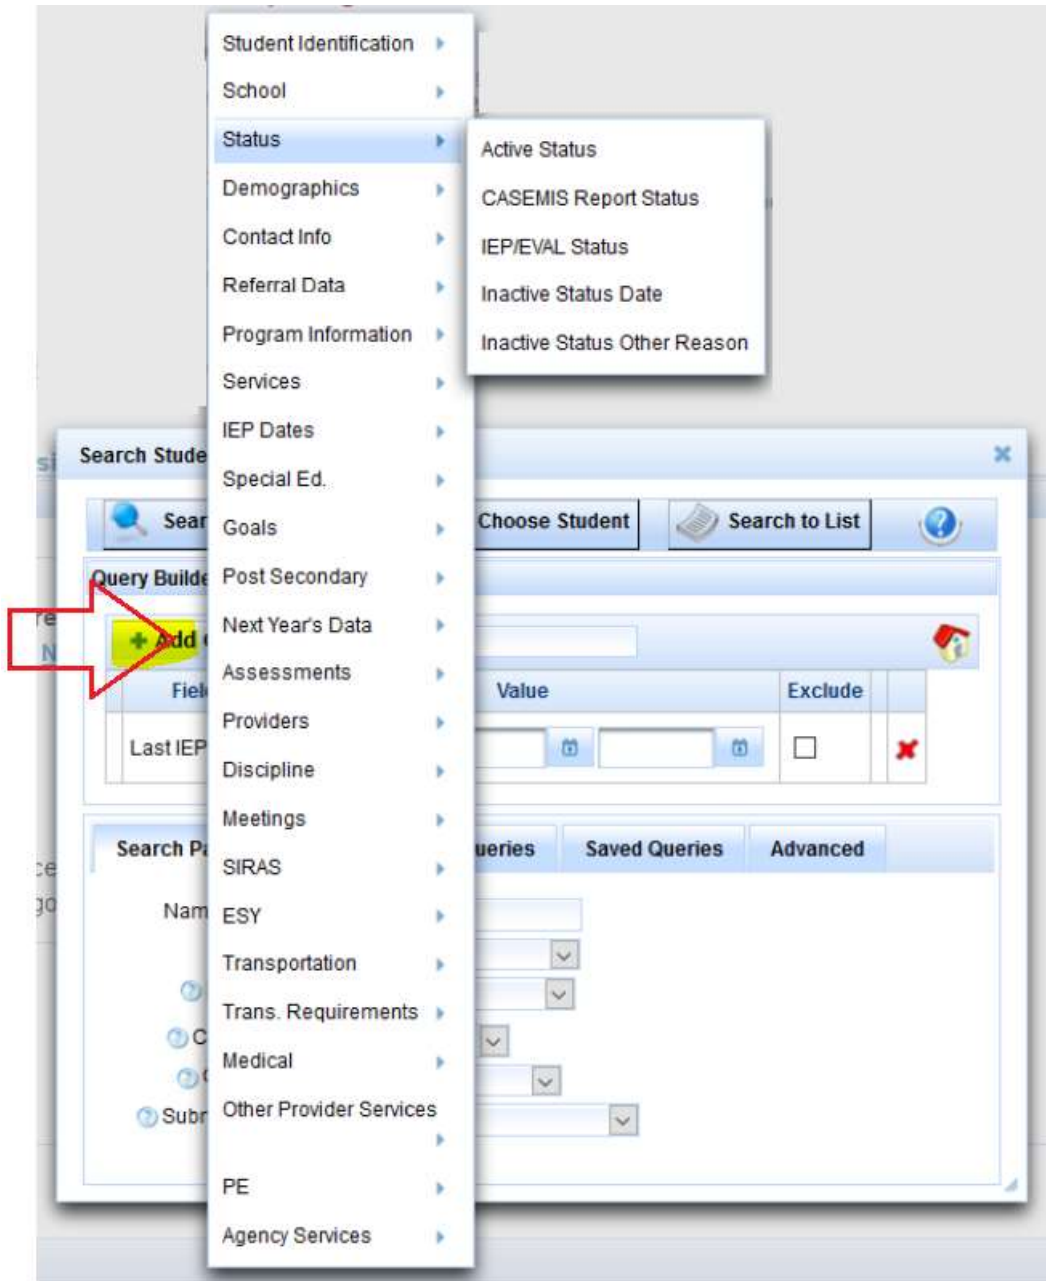 Student Identification
School
Status
Active Status
Demographics
CASEMIS Report Status
Contact Info
IEP/EVAL Status
Referral Data
Inactive Status Date
Program Information
Inactive Status Other Reason
Services
IEP Dates
Search Stude
Special Ed.
Sear
Choose Student
Search to List
Goals
Query Builde
Post Secondary
Next Year's Data
Add
Assessments
Fiel
Value
Exclude
Providers
Last IEP
Discipline
Meetings
Search Pa
ueries
Saved Queries
Advanced
SIRAS
Nam
ESY
Transportation
Trans. Requirements
C
Medical
Other Provider Services
Subr
PE
Agency Services